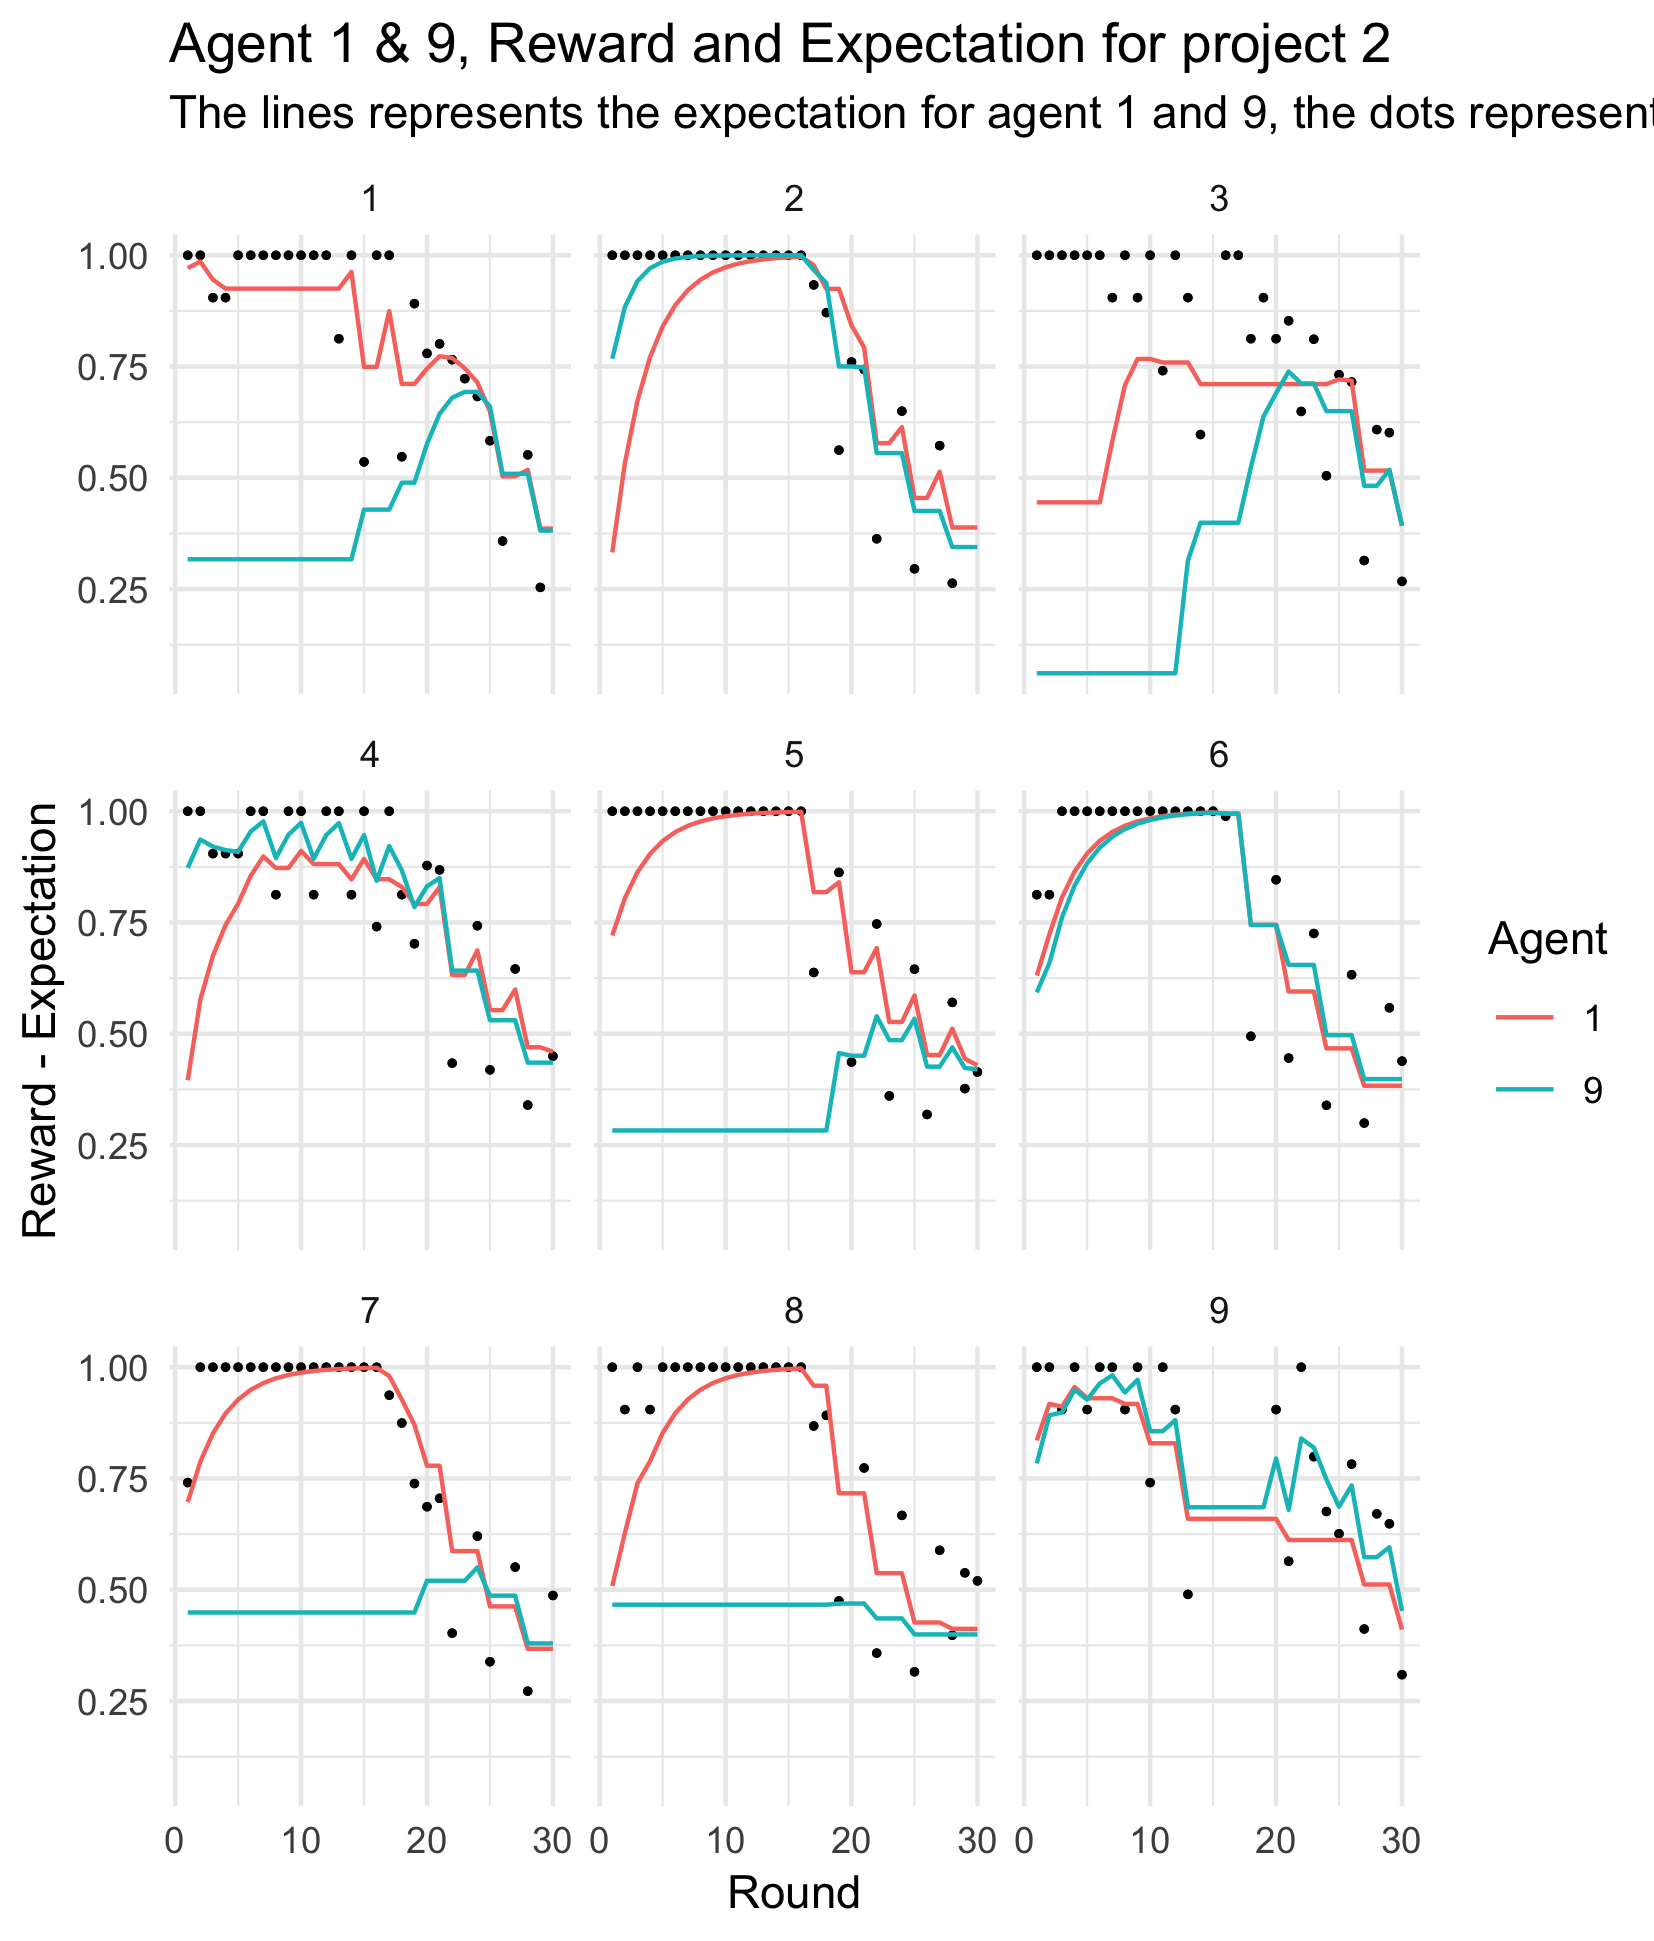 Agent 1 & 9, Reward and Expectation for project 2
The lines represents the expectation for agent 1 and 9, the dots represent
1 2 3
1.00
0.75
0.50
0.25
4 5 6
1.00
0.75
0.50
0.25
7 8 9
1.00
0.75
0.50
0.25
0 10 20 30 0 10 20 30 0 10 20 30
Round
Reward - Expectation
Agent
1
9